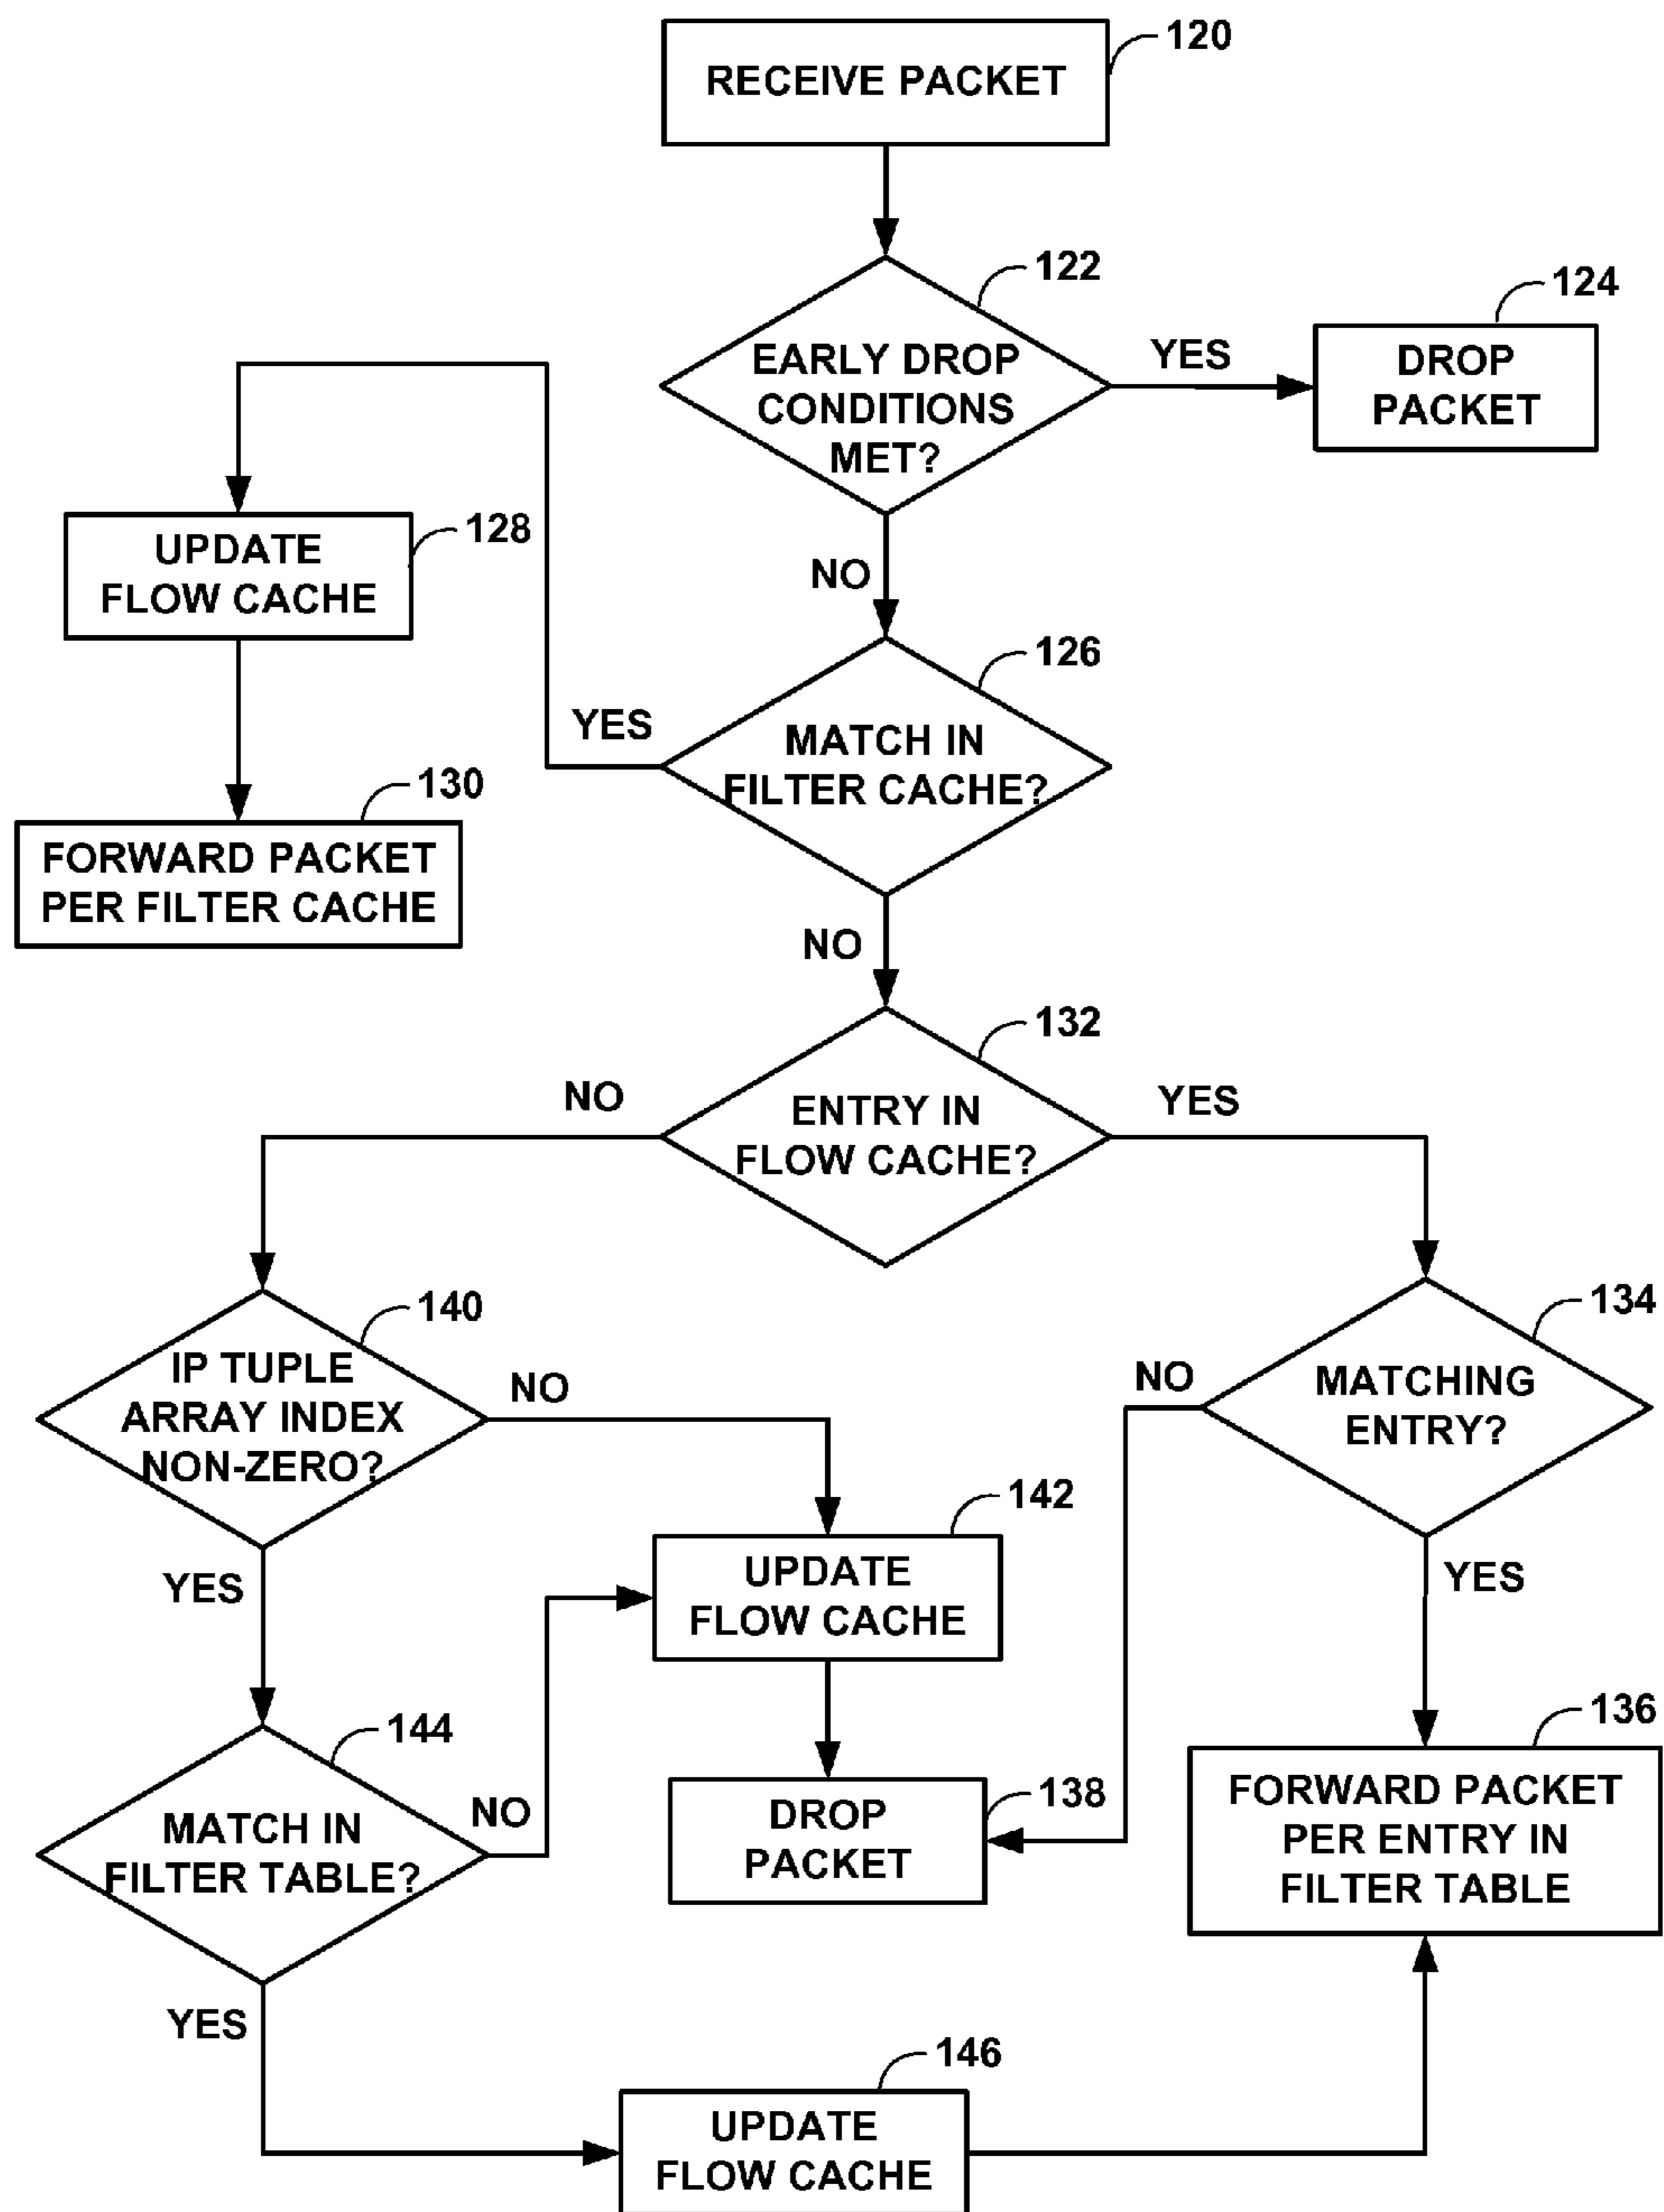 120
RECEIVE PACKET
122
EARLY DROP
CONDITIONS
MET?
YES
124
DROP
PACKET
NO
128
UPDATE
FLOW CACHE
126
MATCH IN
FILTER CACHE?
YES
130
FORWARD PACKET
PER FILTER CACHE
NO
132
ENTRY IN
FLOW CACHE?
NO
YES
140
IP TUPLE
ARRAY INDEX
NON-ZERO?
NO
YES
134
MATCHING
ENTRY?
NO
YES
142
UPDATE
FLOW CACHE
144
MATCH IN
FILTER TABLE?
NO
YES
138
DROP
PACKET
136
FORWARD PACKET
PER ENTRY IN
FILTER TABLE
146
UPDATE
FLOW CACHE